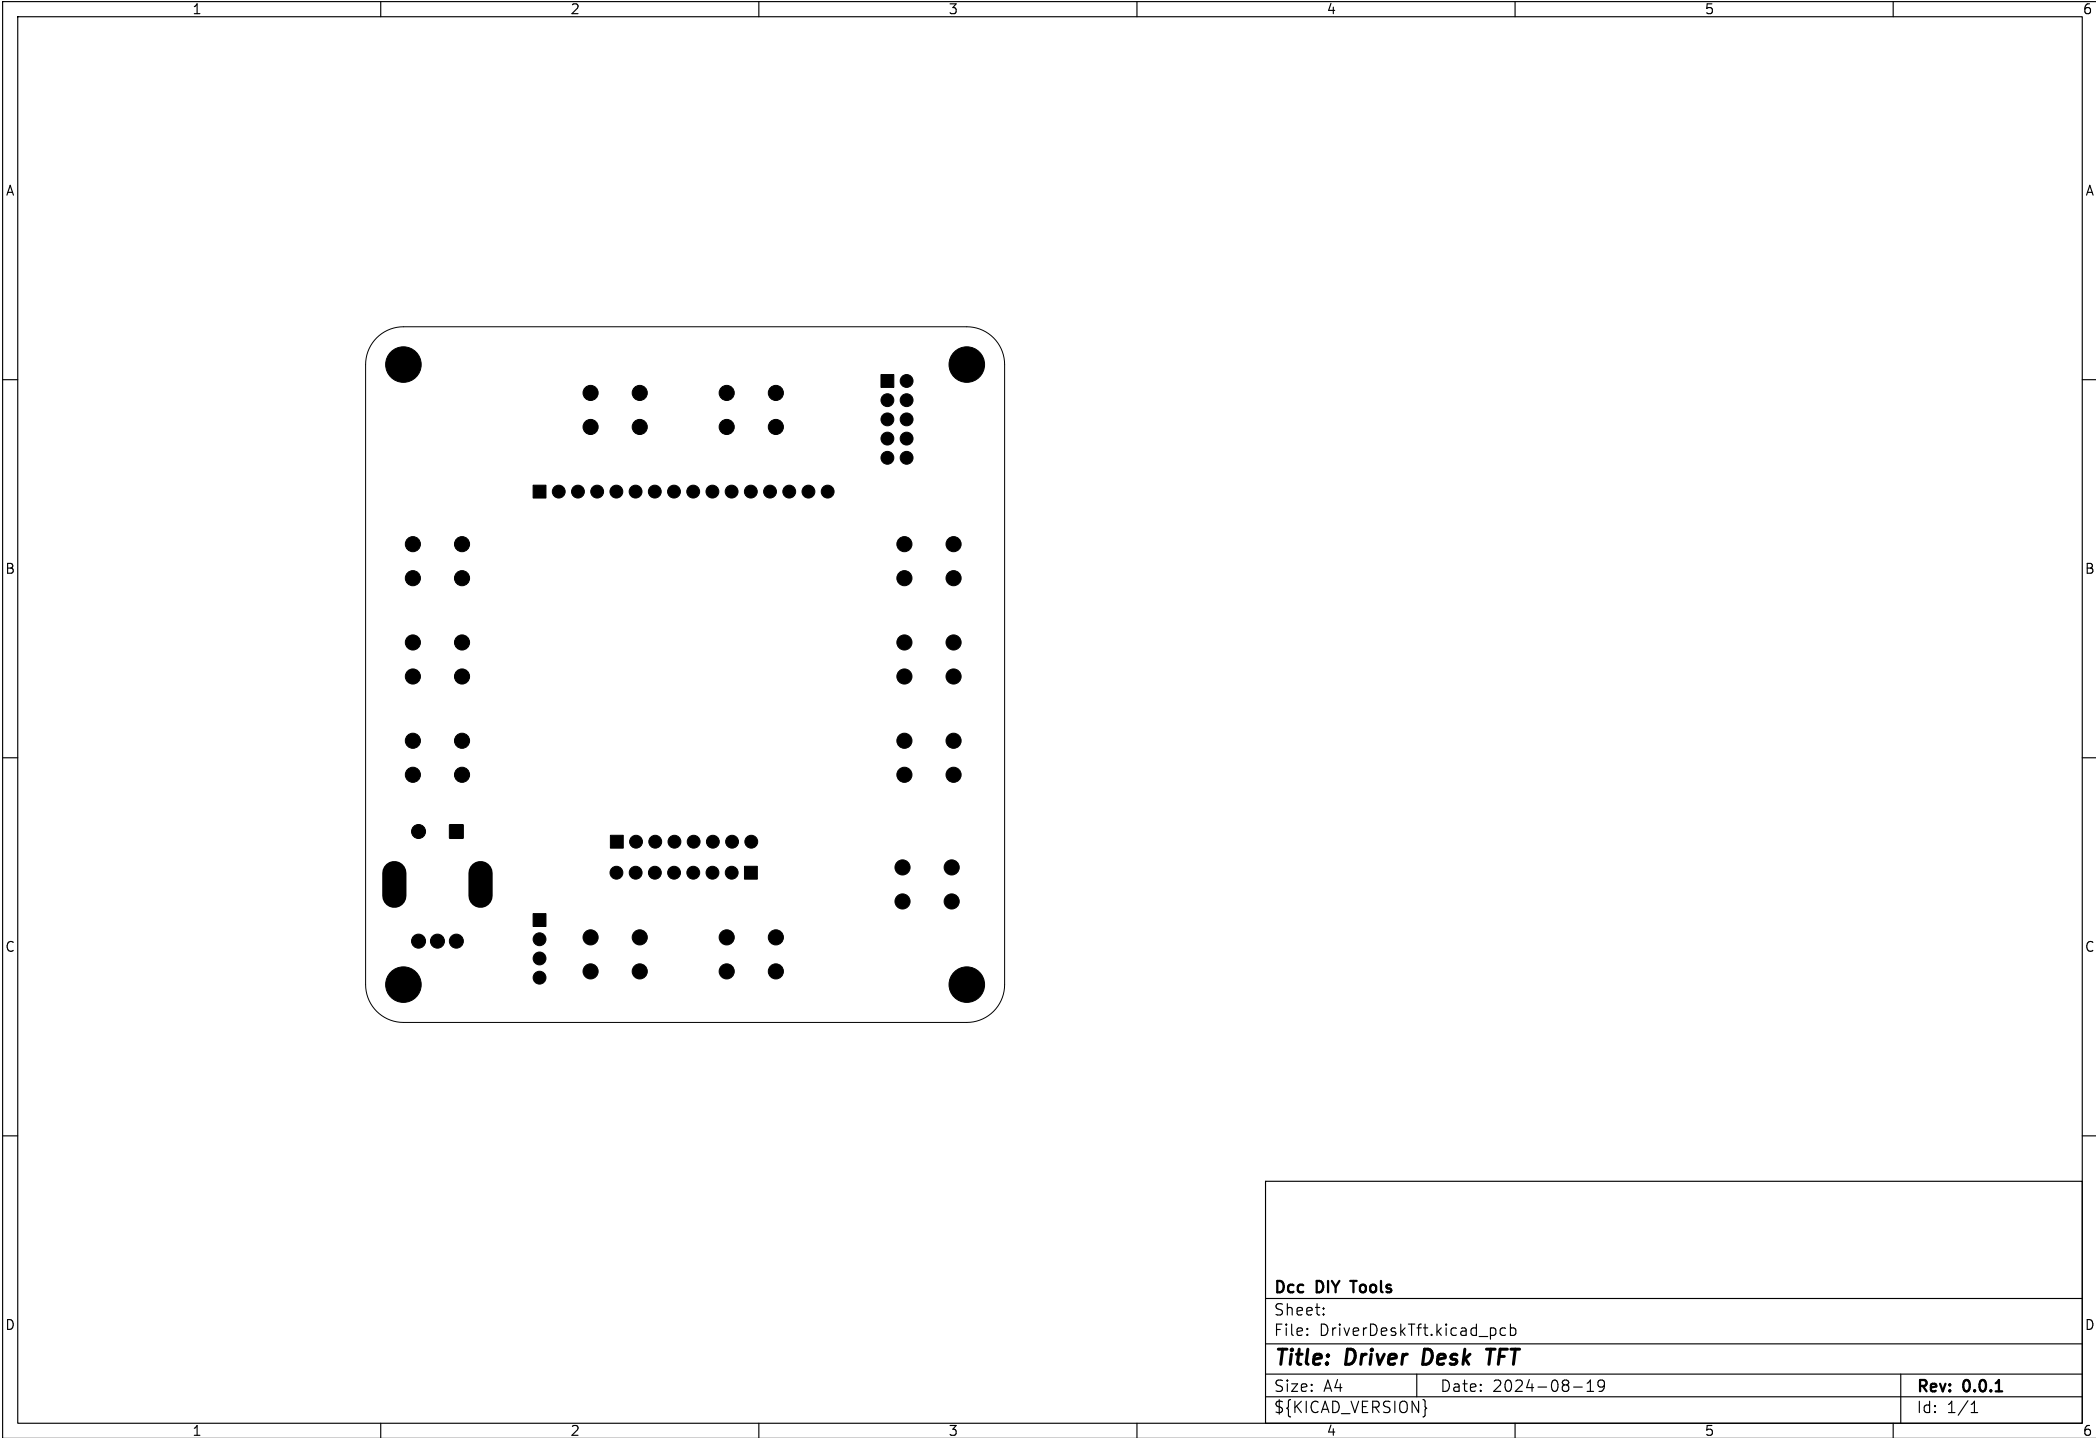 1 2 3 4 5 6
A A
B B
C C
Dcc DIY Tools
Sheet:
D D
File: DriverDeskTft.kicad_pcb
Title: Driver Desk TFT
Size: A4 Date: 2024-08-19 Rev: 0.0.1
${KICAD_VERSION} Id: 1/1
1 2 3 4 5 6